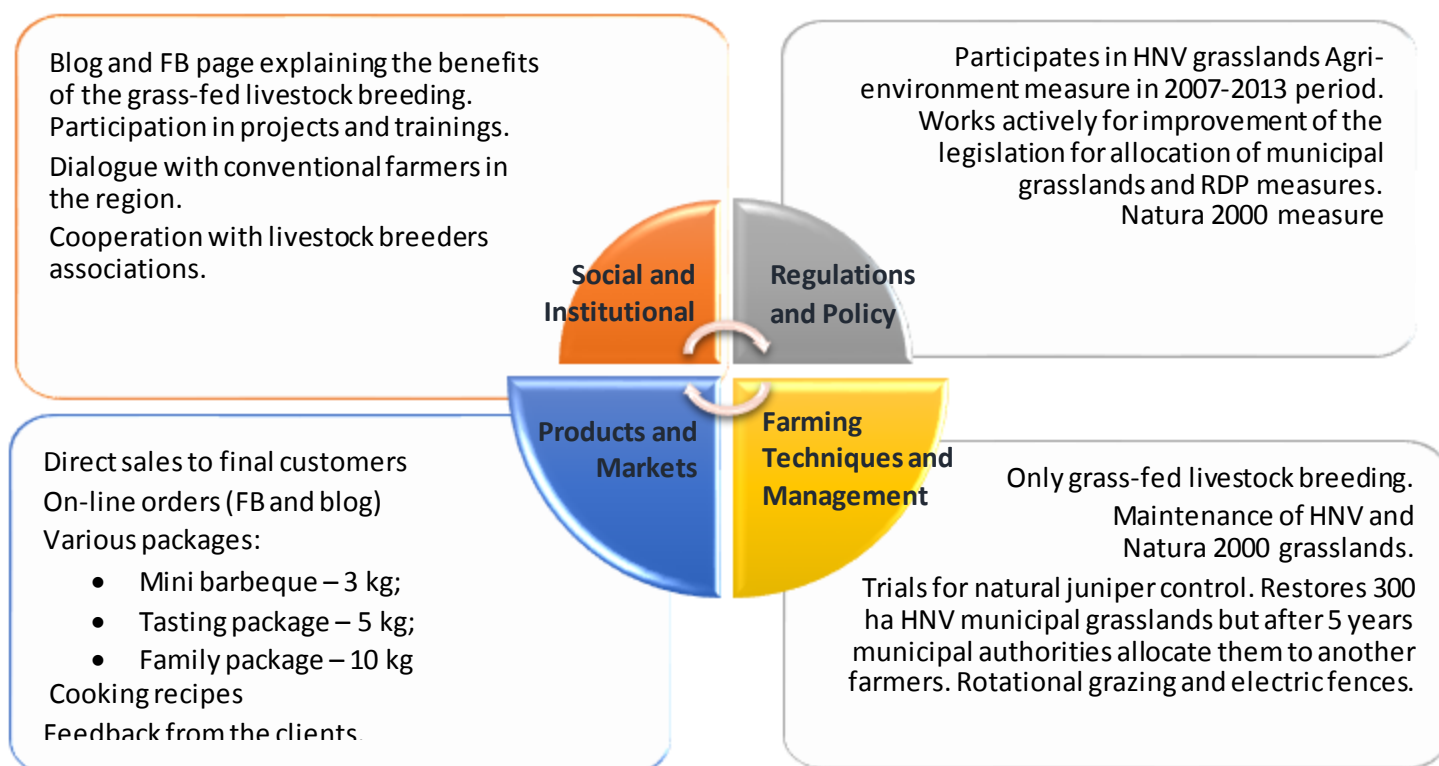 Blog and FB page explaining the benefits
of the grass-fed livestock breeding.
Participation in projects and trainings.
Dialogue with conventional farmers in
the region.
Cooperation with livestock breeders
associations.
Participates in HNV grasslands Agri-
environment measure in 2007-2013 period.
Works actively for improvement of the
legislation for allocation of municipal
grasslands and RDP measures.
Natura 2000 measure
Social and
Institutional
Regulations
and Policy
Products and
Markets
Farming
Techniques and
Management
Direct sales to final customers
On-line orders (FB and blog)
Various packages:
• Mini barbeque – 3 kg;
• Tasting package – 5 kg;
• Family package – 10 kg
Cooking recipes
Feedback from the clients.
Only grass-fed livestock breeding.
Maintenance of HNV and
Natura 2000 grasslands.
Trials for natural juniper control. Restores 300
ha HNV municipal grasslands but after 5 years
municipal authorities allocate them to another
farmers. Rotational grazing and electric fences.